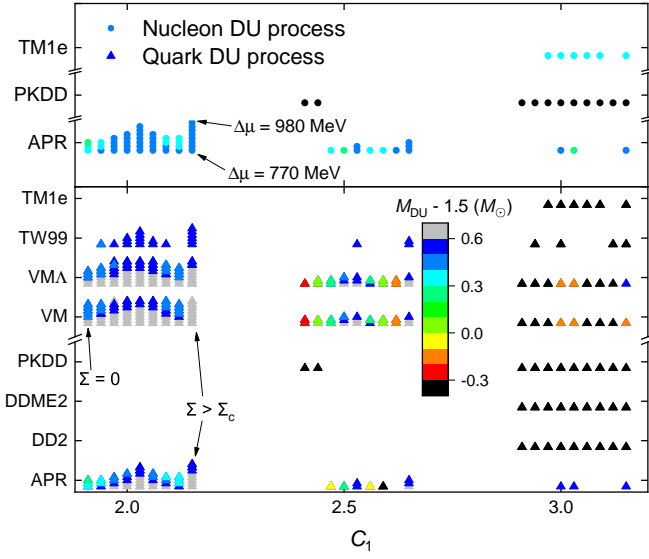 Nucleon DU process
Quark DU process
TM1e
PKDD
APR
Δμ = 980 MeV
Δμ = 770 MeV
TM1e
TW99
VMΛ
VM
PKDD
DDME2
DD2
APR
M_DU - 1.5 (M_⊙)
0.6
0.3
0.0
-0.3
Σ = 0
Σ > Σ_c
2.0 2.5 3.0
C_1